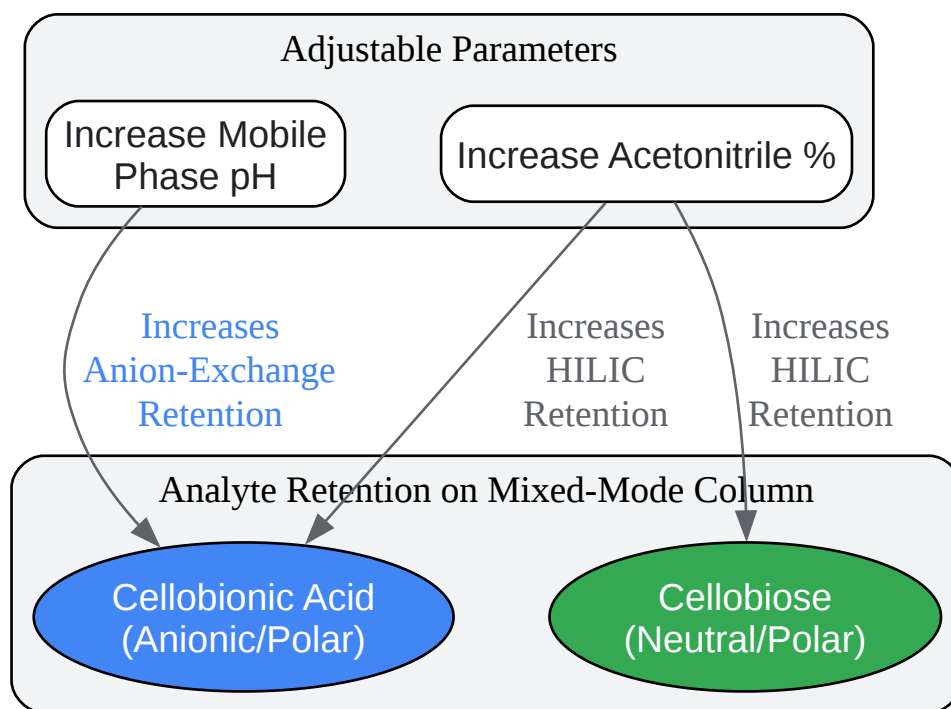 Adjustable Parameters
Increase Mobile
Phase pH
Increase Acetonitrile %
Increases
Anion-Exchange
Retention
Increases
HILIC
Retention
Increases
HILIC
Retention
Analyte Retention on Mixed-Mode Column
Cellobionic Acid
(Anionic/Polar)
Cellobiose
(Neutral/Polar)